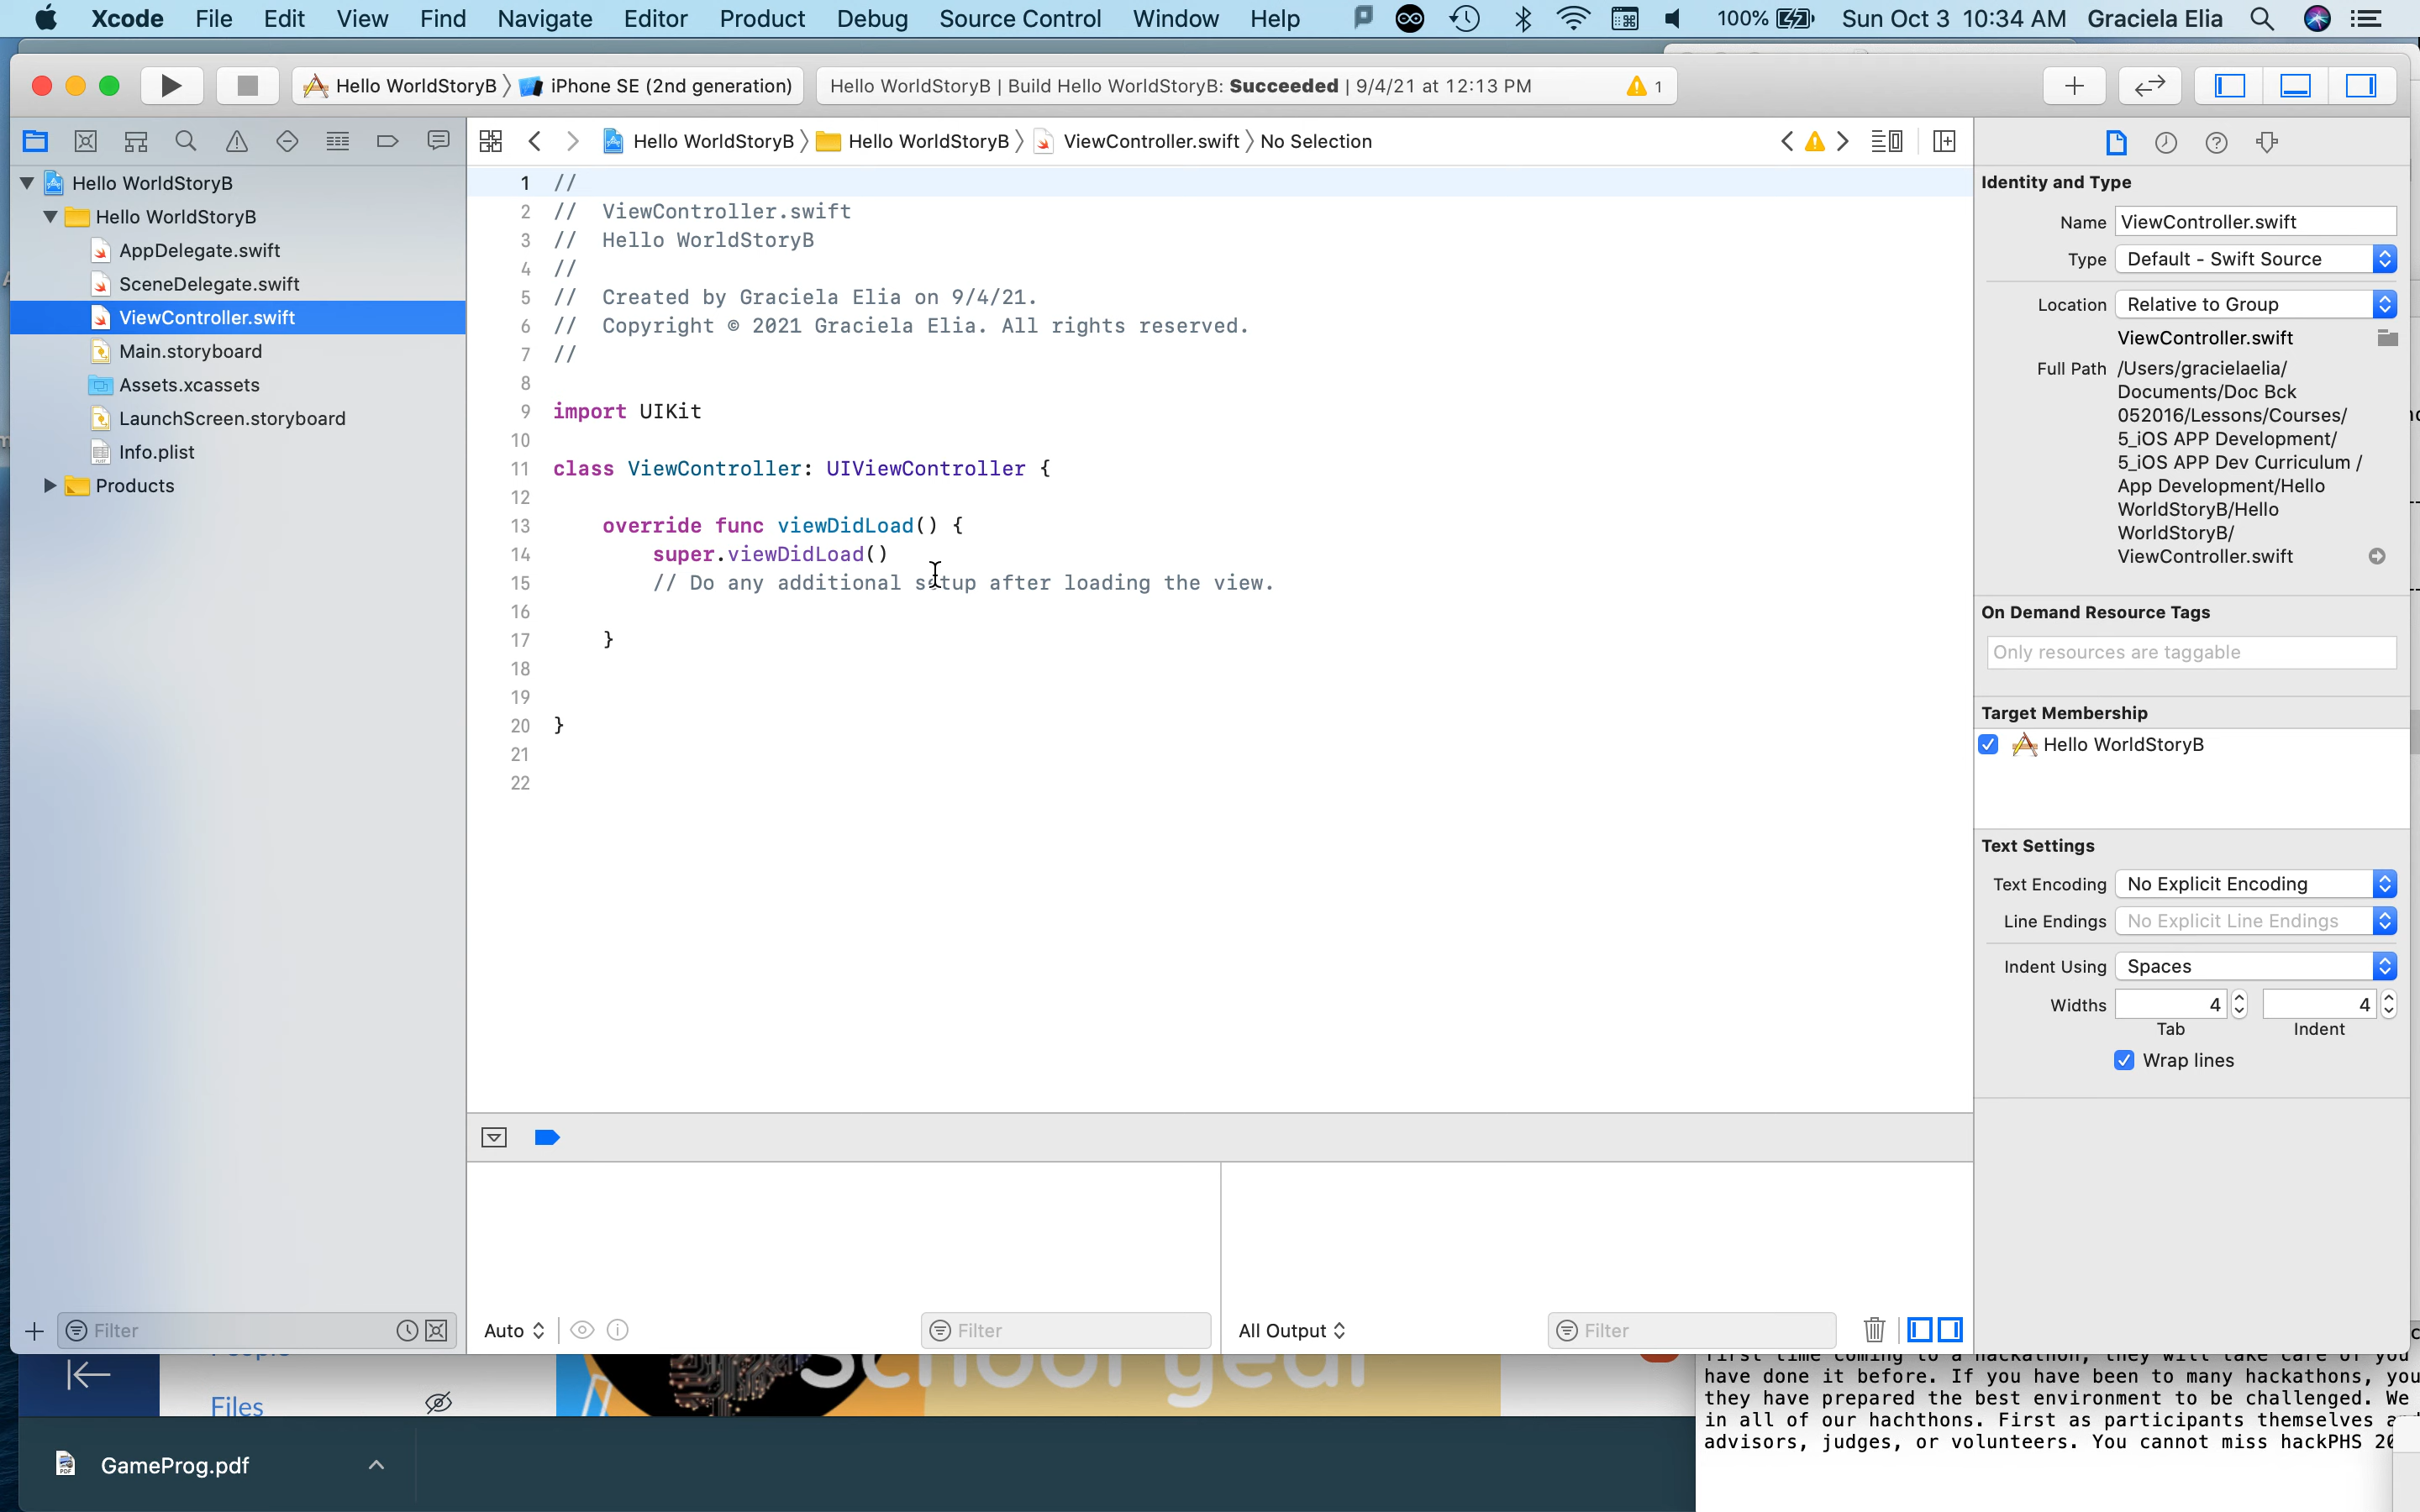 Xcode File Edit View Find Navigate Editor Product Debug Source Control Window Help 100% Sun Oct 3 10:34 AM Graciela Elia
Hello WorldStoryB iPhone SE (2nd generation) Hello WorldStoryB | Build Hello WorldStoryB: Succeeded | 9/4/21 at 12:13 PM 1
Hello WorldStoryB Hello WorldStoryB ViewController.swift No Selection
Hello WorldStoryB
Hello WorldStoryB
AppDelegate.swift
SceneDelegate.swift
ViewController.swift
Main.storyboard
Assets.xcassets
LaunchScreen.storyboard
Info.plist
Products
Filter
1 //
2 // ViewController.swift
3 // Hello WorldStoryB
4 //
5 // Created by Graciela Elia on 9/4/21.
6 // Copyright © 2021 Graciela Elia. All rights reserved.
7 //
8
9 import UIKit
10
11 class ViewController: UIViewController {
12
13 override func viewDidLoad() {
14 super.viewDidLoad()
15 // Do any additional setup after loading the view.
16
17 }
18
19
20 }
21
22
Auto Filter All Output Filter
Identity and Type
Name ViewController.swift
Type Default - Swift Source
Location Relative to Group
ViewController.swift
Full Path /Users/gracielaelia/
Documents/Doc Bck
052016/Lessons/Courses/
5_iOS APP Development/
5_iOS APP Dev Curriculum /
App Development/Hello
WorldStoryB/Hello
WorldStoryB/
ViewController.swift
On Demand Resource Tags
Only resources are taggable
Target Membership
Hello WorldStoryB
Text Settings
Text Encoding No Explicit Encoding
Line Endings No Explicit Line Endings
Indent Using Spaces
Widths 4 4
Tab Indent
Wrap lines
Files
School year
first time coming to a hackathon, they will take care of you
have done it before. If you have been to many hackathons, you
they have prepared the best environment to be challenged. We
in all of our hachthons. First as participants themselves
advisors, judges, or volunteers. You cannot miss hackPHS
GameProg.pdf